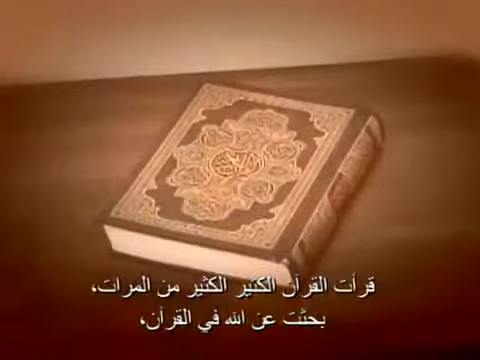 قرأت القرآن الكثير الكثير من المرات،
بحثت عن الله في القرآن،